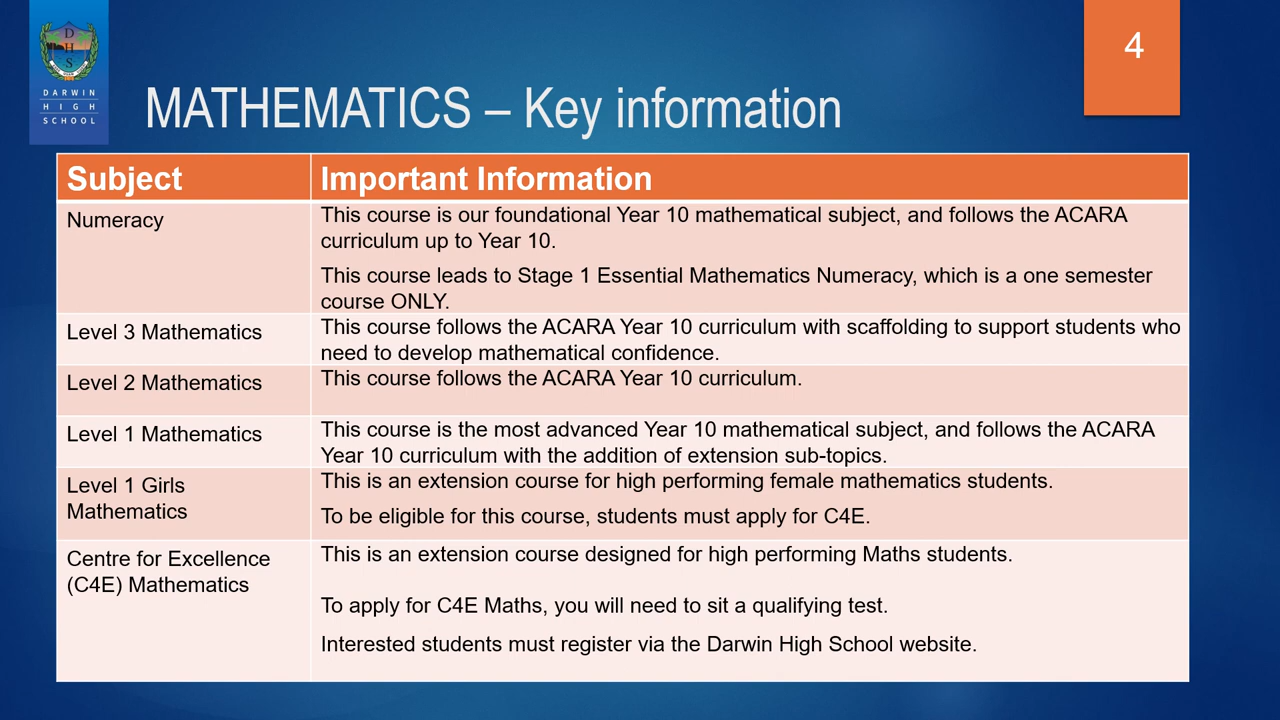 D
H
S
DARWIN
HIGH
SCHOOL
4
MATHEMATICS – Key information
Subject
Important Information
Numeracy
This course is our foundational Year 10 mathematical subject, and follows the ACARA
curriculum up to Year 10.
This course leads to Stage 1 Essential Mathematics Numeracy, which is a one semester
course ONLY.
Level 3 Mathematics
This course follows the ACARA Year 10 curriculum with scaffolding to support students who
need to develop mathematical confidence.
Level 2 Mathematics
This course follows the ACARA Year 10 curriculum.
Level 1 Mathematics
This course is the most advanced Year 10 mathematical subject, and follows the ACARA
Year 10 curriculum with the addition of extension sub-topics.
Level 1 Girls
Mathematics
This is an extension course for high performing female mathematics students.
To be eligible for this course, students must apply for C4E.
Centre for Excellence
(C4E) Mathematics
This is an extension course designed for high performing Maths students.
To apply for C4E Maths, you will need to sit a qualifying test.
Interested students must register via the Darwin High School website.